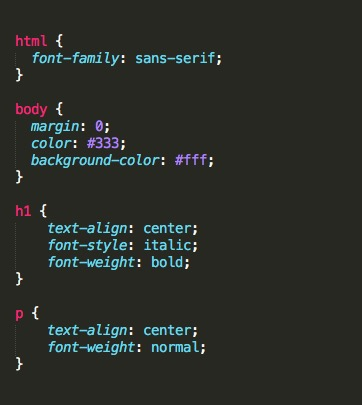 html {
  font-family: sans-serif;
}

body {
  margin: 0;
  color: #333;
  background-color: #fff;
}

h1 {
    text-align: center;
    font-style: italic;
    font-weight: bold;
}

p {
    text-align: center;
    font-weight: normal;
}